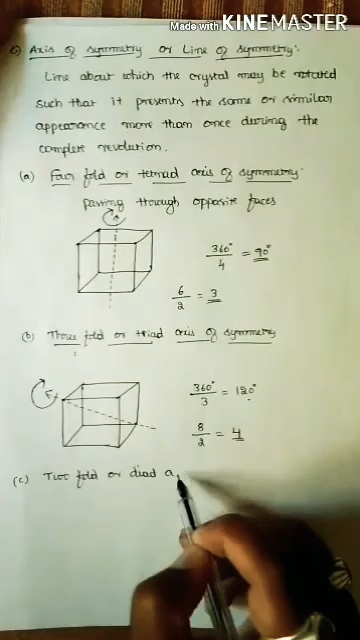 Made with KINEMASTER
Axis of symmetry or Line of symmetry:
Line about which the crystal may be rotated
such that it presents the same or similar
appearance more than once during the
complete revolution.
(a) Four fold or tetrad axis of symmetry:
passing through opposite faces
360°/4 = 90°
6/2 = 3
(b) Three fold or triad axis of symmetry
360°/3 = 120°
8/2 = 4
(c) Two fold or diad a